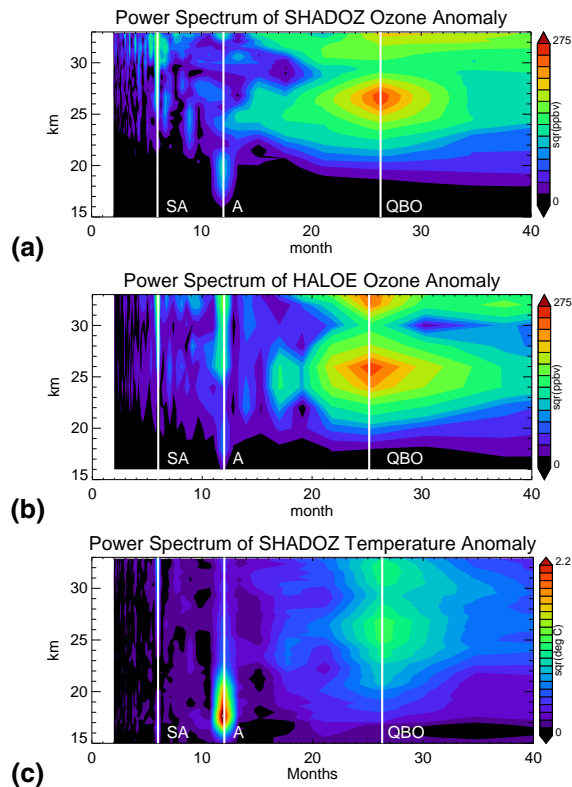 Power Spectrum of SHADOZ Ozone Anomaly
275
30
25
20
15
km
sqr(ppbv)
0
SA
A
QBO
(a)
0
10
20
30
40
month
Power Spectrum of HALOE Ozone Anomaly
275
30
25
20
15
km
sqr(ppbv)
0
SA
A
QBO
(b)
0
10
20
30
40
month
Power Spectrum of SHADOZ Temperature Anomaly
2.2
30
25
20
15
km
sqr(deg C)
0
SA
A
QBO
(c)
0
10
20
30
40
Months